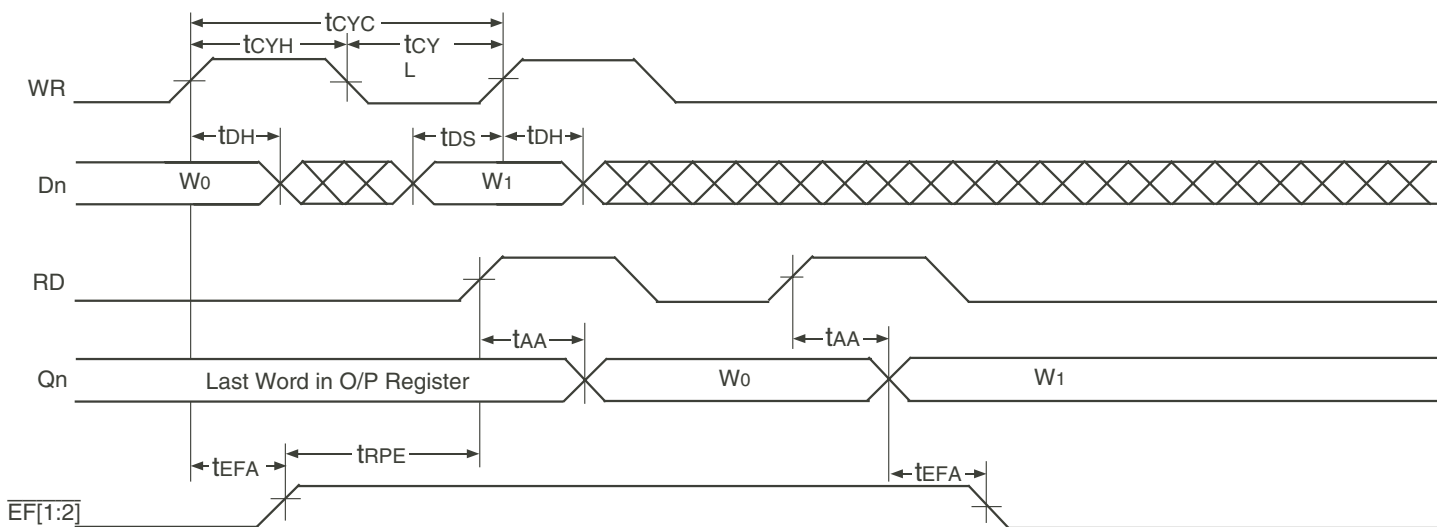 tCYC
tCYH
tCY
L
WR
tDH
tDS
tDH
Dn
W0
W1
RD
tAA
tAA
Qn
Last Word in O/P Register
W0
W1
tEFA
tRPE
tEFA
EF[1:2]